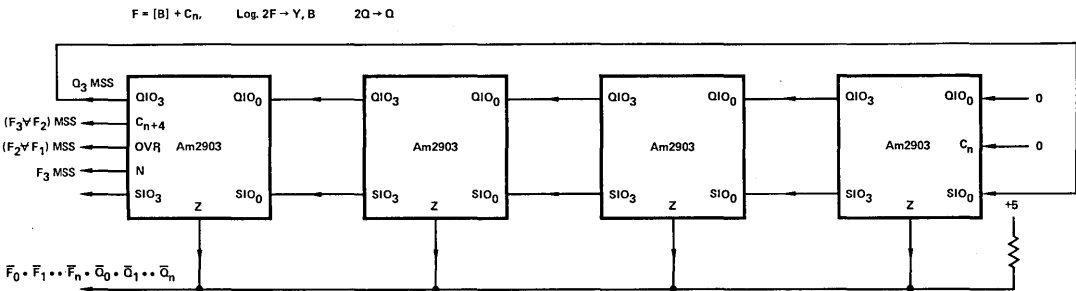 F = [B] + Cn, Log. 2F → Y, B 2Q → Q
Q3 MSS
QIO3 QIO0 QIO3 QIO0 QIO3 QIO0 QIO3 QIO0 0
(F3∀F2) MSS Cn+4
(F2∀F1) MSS OVR Am2903 Am2903 Am2903 Am2903 Cn 0
F3 MSS N
SIO3 SIO0 SIO3 SIO0 SIO3 SIO0 SIO3 SIO0
Z Z Z Z +5
F̅0 • F̅1 • • F̅n • Q̅0 • Q̅1 • • Q̅n